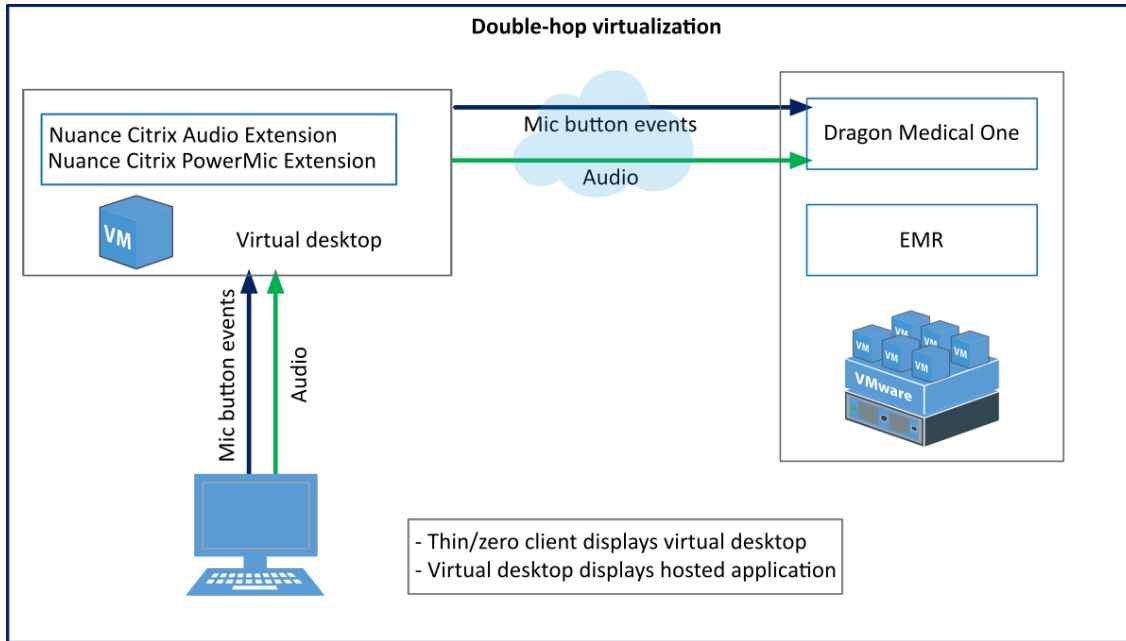 Double-hop virtualization
Nuance Citrix Audio Extension
Nuance Citrix PowerMic Extension
VM
Virtual desktop
Mic button events
Audio
Dragon Medical One
EMR
VM
VM
VM
VM
VM
VM
VMware
Mic button events
Audio
- Thin/zero client displays virtual desktop
- Virtual desktop displays hosted application